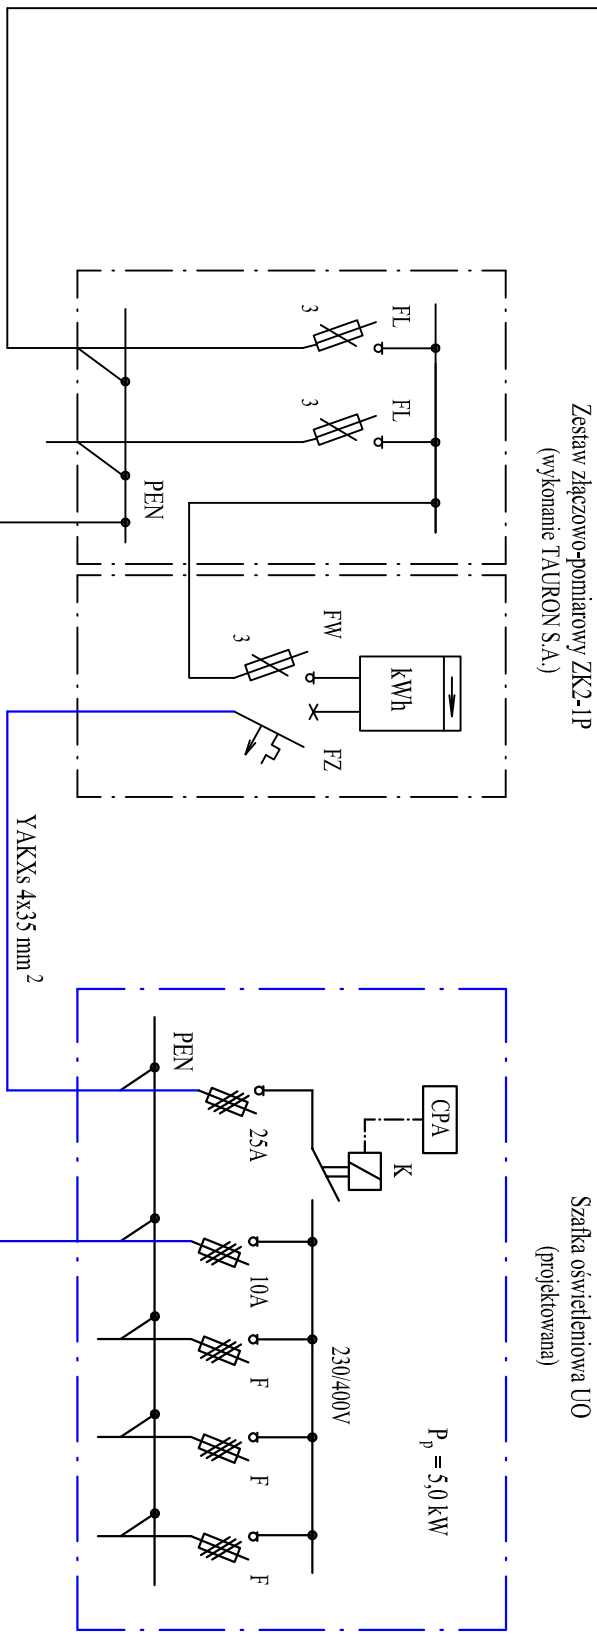 Zestaw złączowo-pomiarowy ZK2-1P
(wykonanie TAURON S.A.)
FL
3
FL
3
PEN
FW
3
kWh
FZ
YAKXs 4x35 mm²
Szafka oświetleniowa UO
(projektowana)
CPA
K
PEN
25A
10A
F
F
F
230/400V
Pp = 5,0 kW